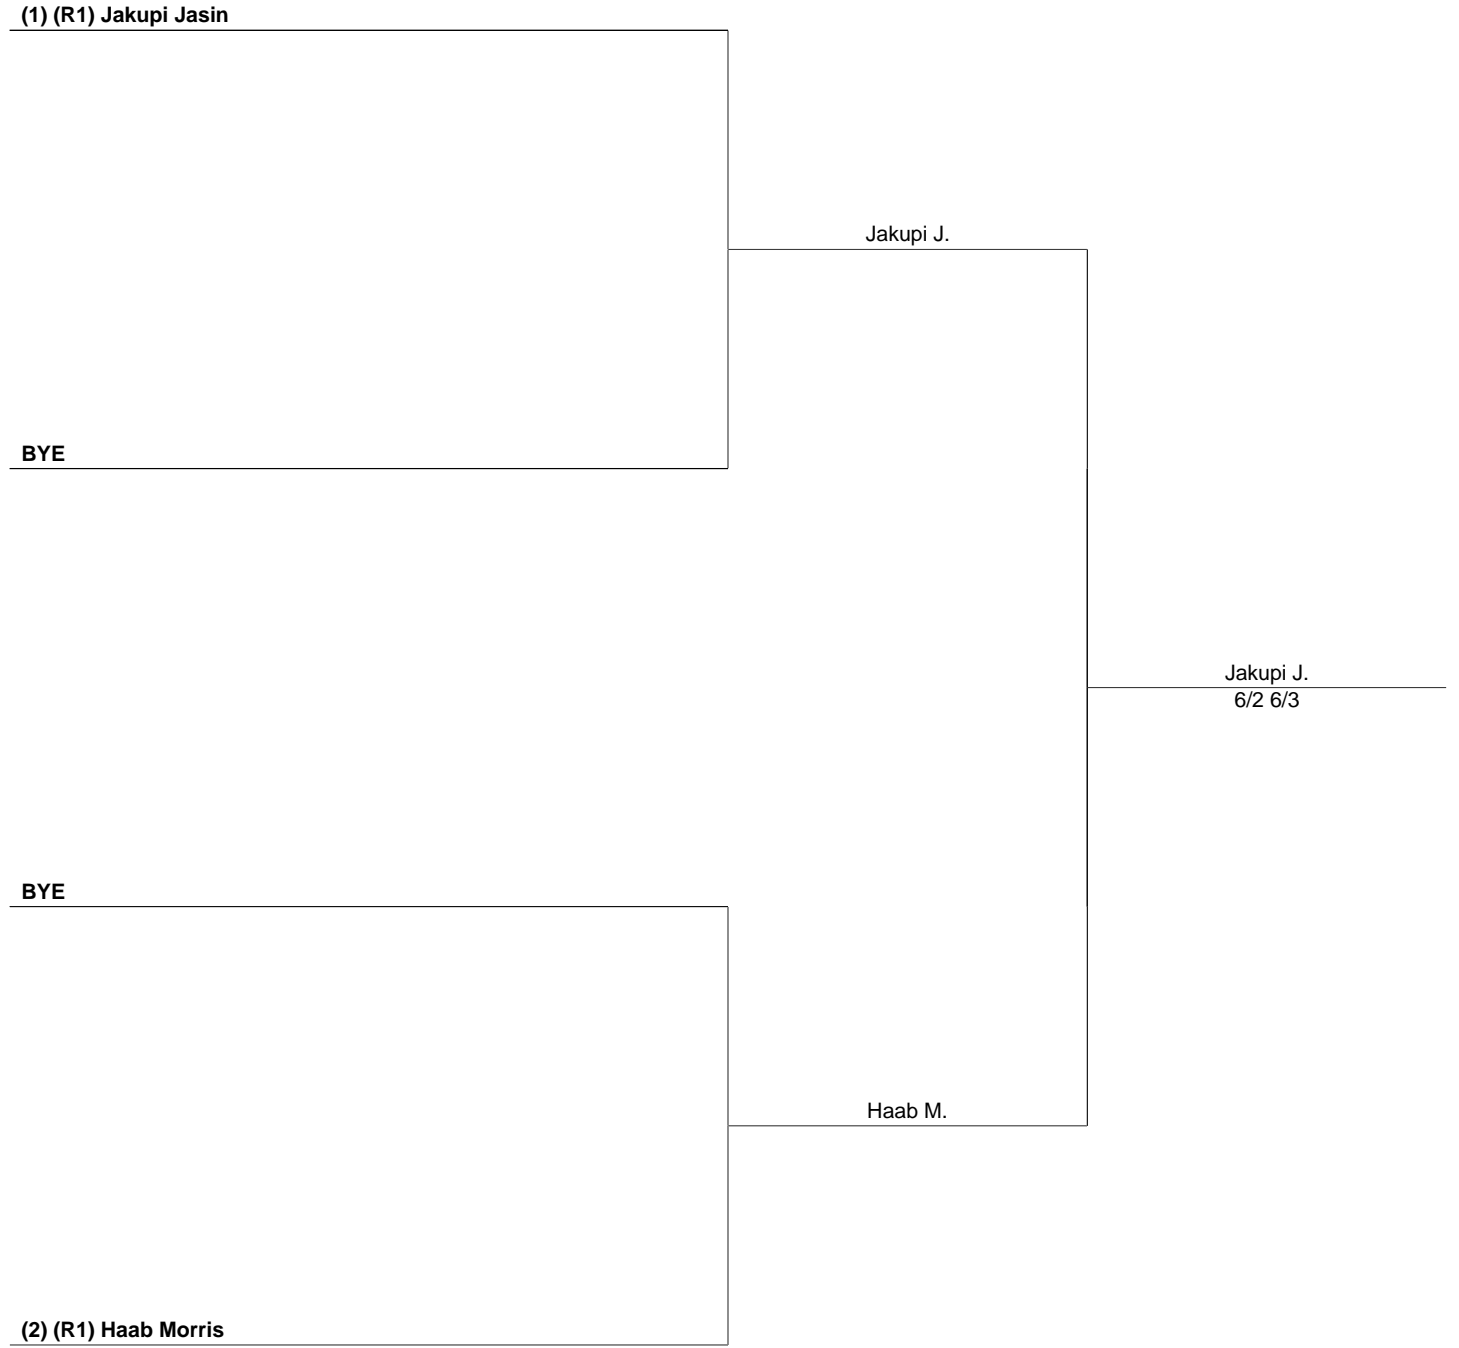 (1) (R1) Jakupi Jasin
Jakupi J.
BYE
Jakupi J.
6/2 6/3
BYE
Haab M.
(2) (R1) Haab Morris